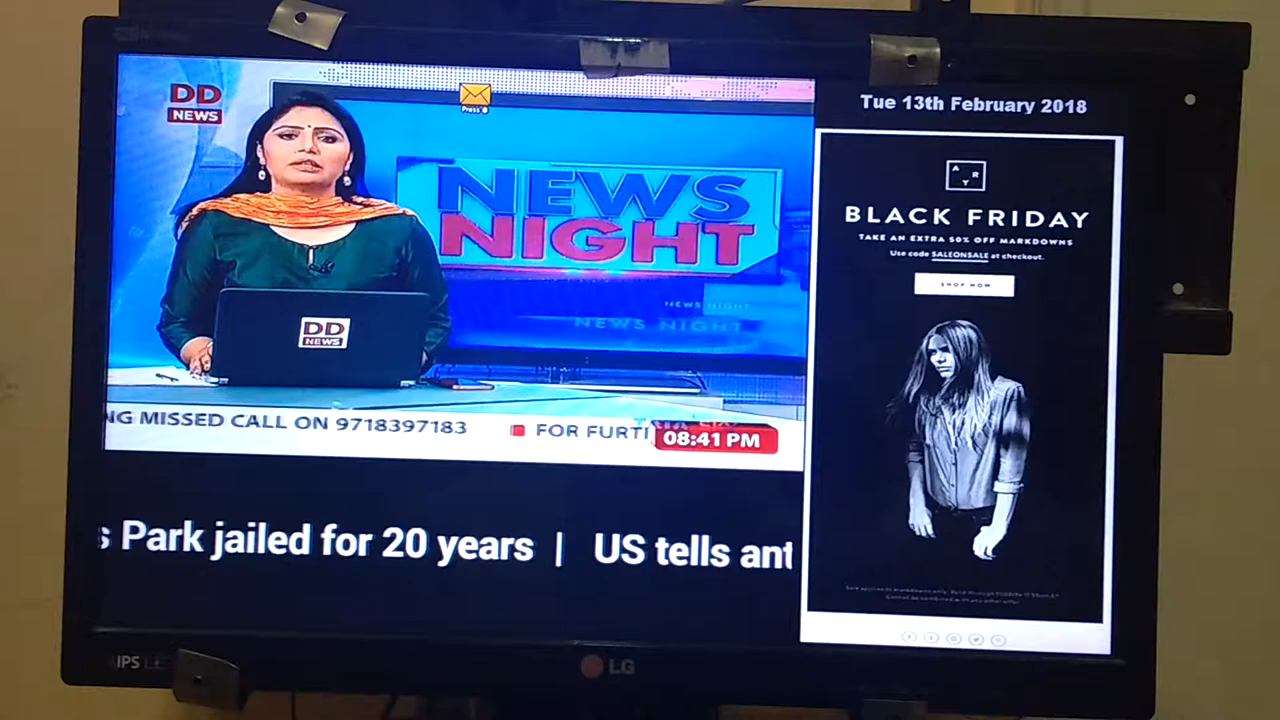 DD
NEWS
Press
NEWS
NIGHT
NEWS NIGHT
NEWS NIGHT
DD
NEWS
NG MISSED CALL ON 9718397183 FOR FURTI
08:41 PM
s Park jailed for 20 years | US tells ant
Tue 13th February 2018
A R
Y
BLACK FRIDAY
TAKE AN EXTRA 50% OFF MARKDOWNS
Use code SALEONSALE at checkout.
SHOP NOW
IPS
LG